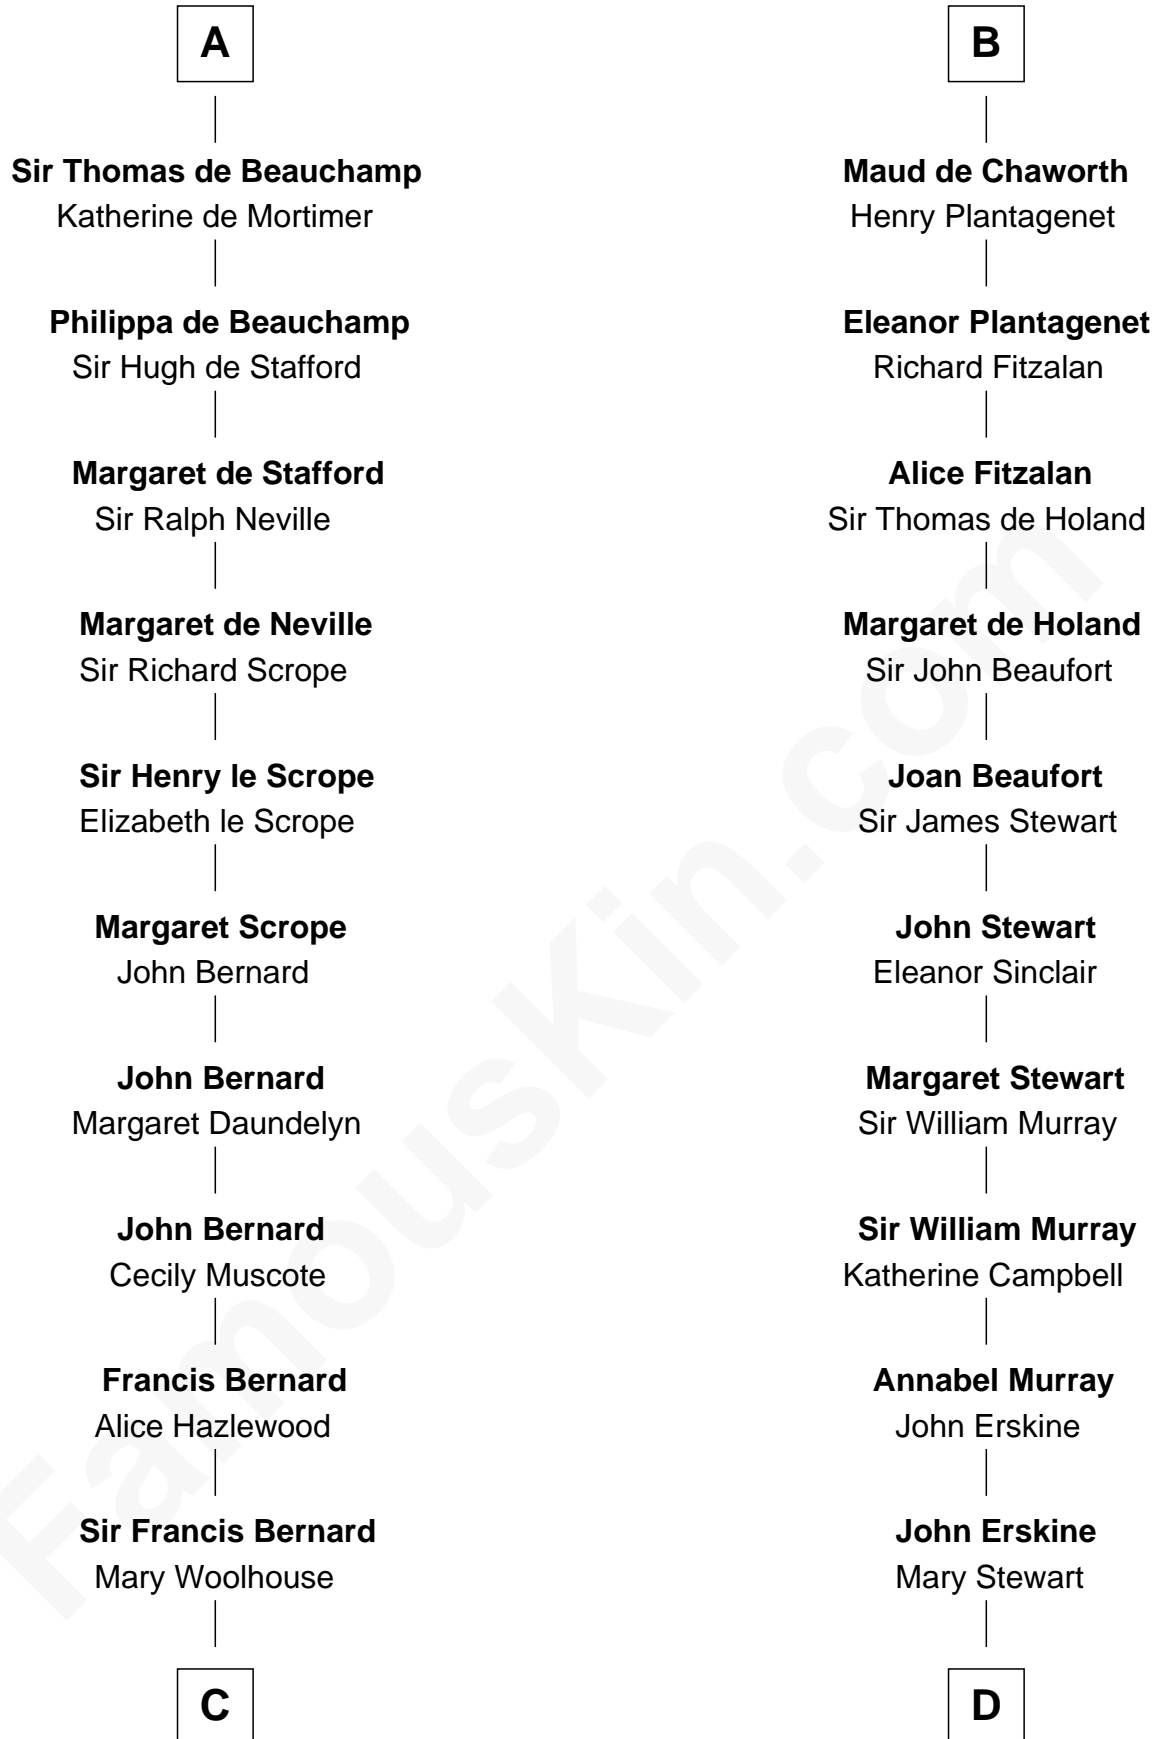 A
Sir Thomas de Beauchamp
Katherine de Mortimer
Philippa de Beauchamp
Sir Hugh de Stafford
Margaret de Stafford
Sir Ralph Neville
Margaret de Neville
Sir Richard Scrope
Sir Henry le Scrope
Elizabeth le Scrope
Margaret Scrope
John Bernard
John Bernard
Margaret Daundelyn
John Bernard
Cecily Muscote
Francis Bernard
Alice Hazlewood
Sir Francis Bernard
Mary Woolhouse
C
B
Maud de Chaworth
Henry Plantagenet
Eleanor Plantagenet
Richard Fitzalan
Alice Fitzalan
Sir Thomas de Holand
Margaret de Holand
Sir John Beaufort
Joan Beaufort
Sir James Stewart
John Stewart
Eleanor Sinclair
Margaret Stewart
Sir William Murray
Sir William Murray
Katherine Campbell
Annabel Murray
John Erskine
John Erskine
Mary Stewart
D
FamousKin.com